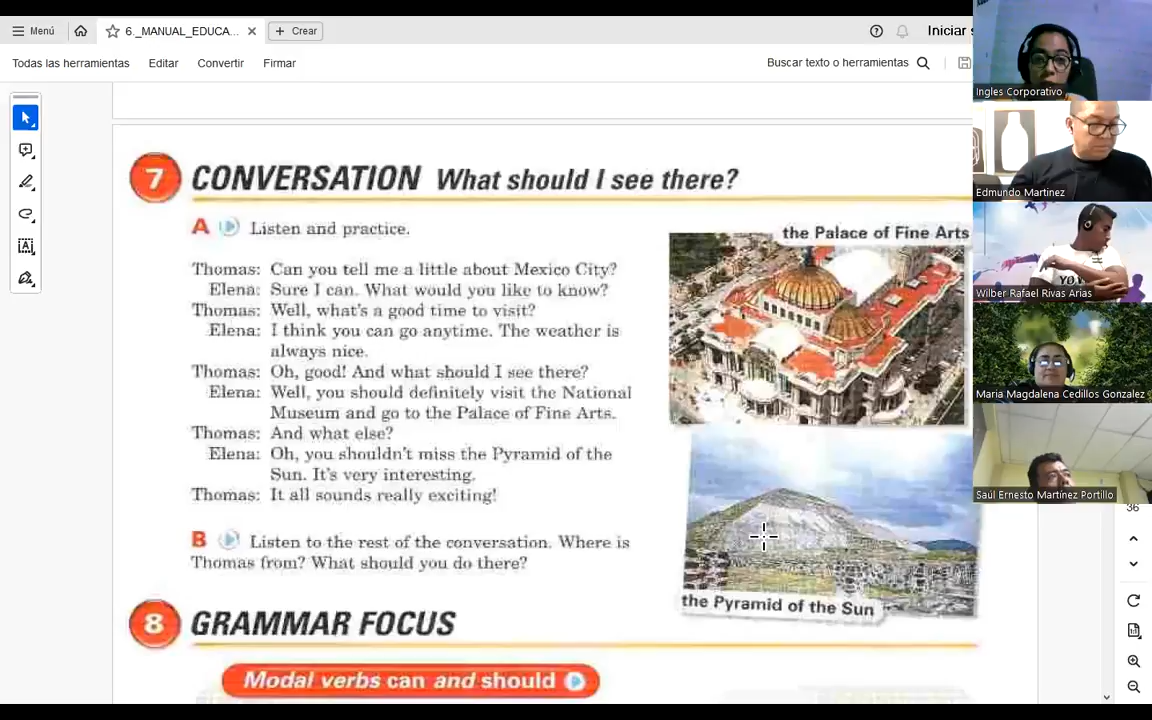 Menú
6._MANUAL_EDUCA...
Crear
Iniciar s
Todas las herramientas
Editar
Convertir
Firmar
Buscar texto o herramientas
7 CONVERSATION What should I see there?
A Listen and practice.
Thomas: Can you tell me a little about Mexico City?
Elena: Sure I can. What would you like to know?
Thomas: Well, what's a good time to visit?
Elena: I think you can go anytime. The weather is
always nice.
Thomas: Oh, good! And what should I see there?
Elena: Well, you should definitely visit the National
Museum and go to the Palace of Fine Arts.
Thomas: And what else?
Elena: Oh, you shouldn't miss the Pyramid of the
Sun. It's very interesting.
Thomas: It all sounds really exciting!
B Listen to the rest of the conversation. Where is
Thomas from? What should you do there?
the Palace of Fine Arts
the Pyramid of the Sun
8 GRAMMAR FOCUS
Modal verbs can and should
Ingles Corporativo
Edmundo Martinez
Wilber Rafael Rivas Arias
Maria Magdalena Cedillos Gonzalez
Saúl Ernesto Martínez Portillo
36